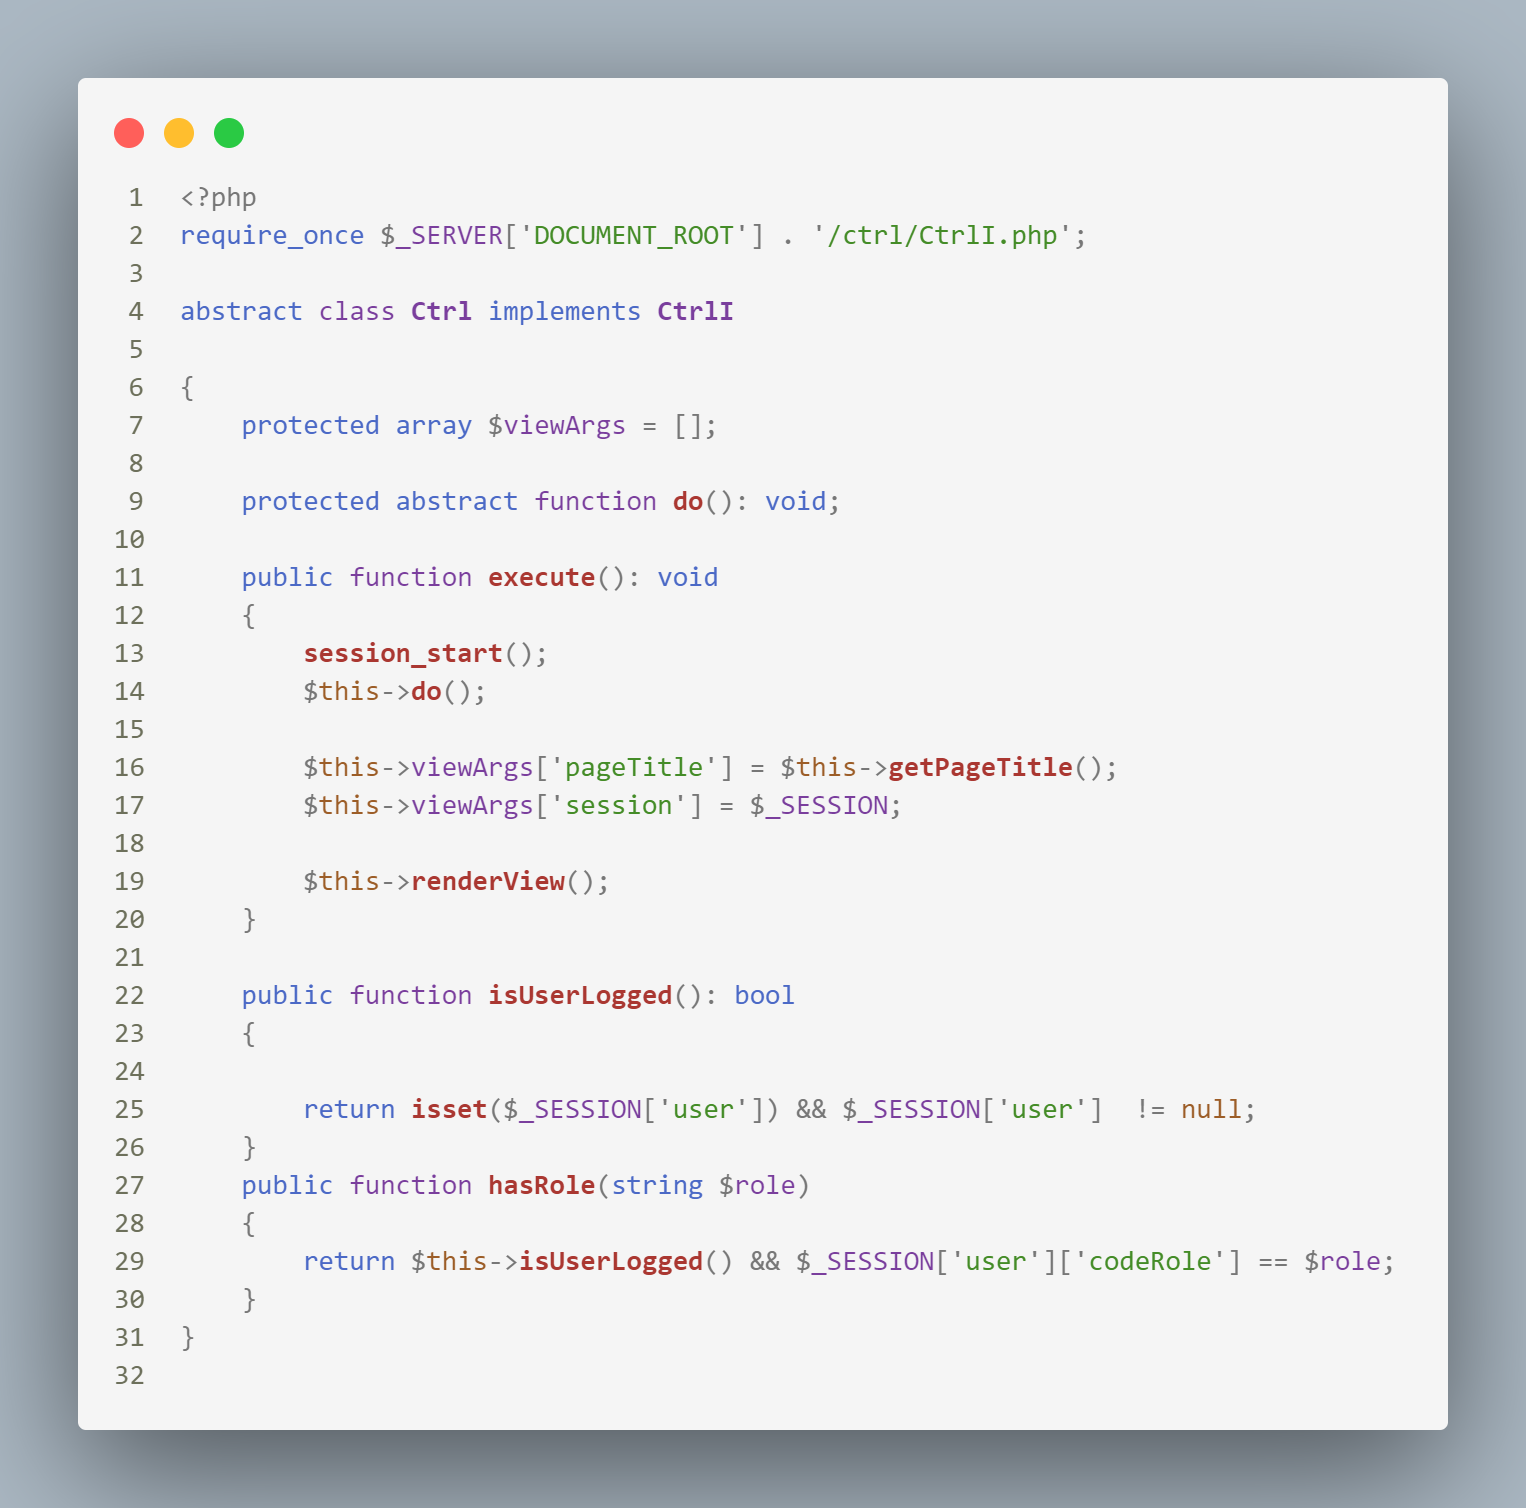 1 <?php
2 require_once $_SERVER['DOCUMENT_ROOT'] . '/ctrl/CtrlI.php';
3
4 abstract class Ctrl implements CtrlI
5
6 {
7     protected array $viewArgs = [];
8
9     protected abstract function do(): void;
10
11     public function execute(): void
12     {
13         session_start();
14         $this->do();
15
16         $this->viewArgs['pageTitle'] = $this->getPageTitle();
17         $this->viewArgs['session'] = $_SESSION;
18
19         $this->renderView();
20     }
21
22     public function isUserLogged(): bool
23     {
24
25         return isset($_SESSION['user']) && $_SESSION['user']  != null;
26     }
27     public function hasRole(string $role)
28     {
29         return $this->isUserLogged() && $_SESSION['user']['codeRole'] == $role;
30     }
31 }
32